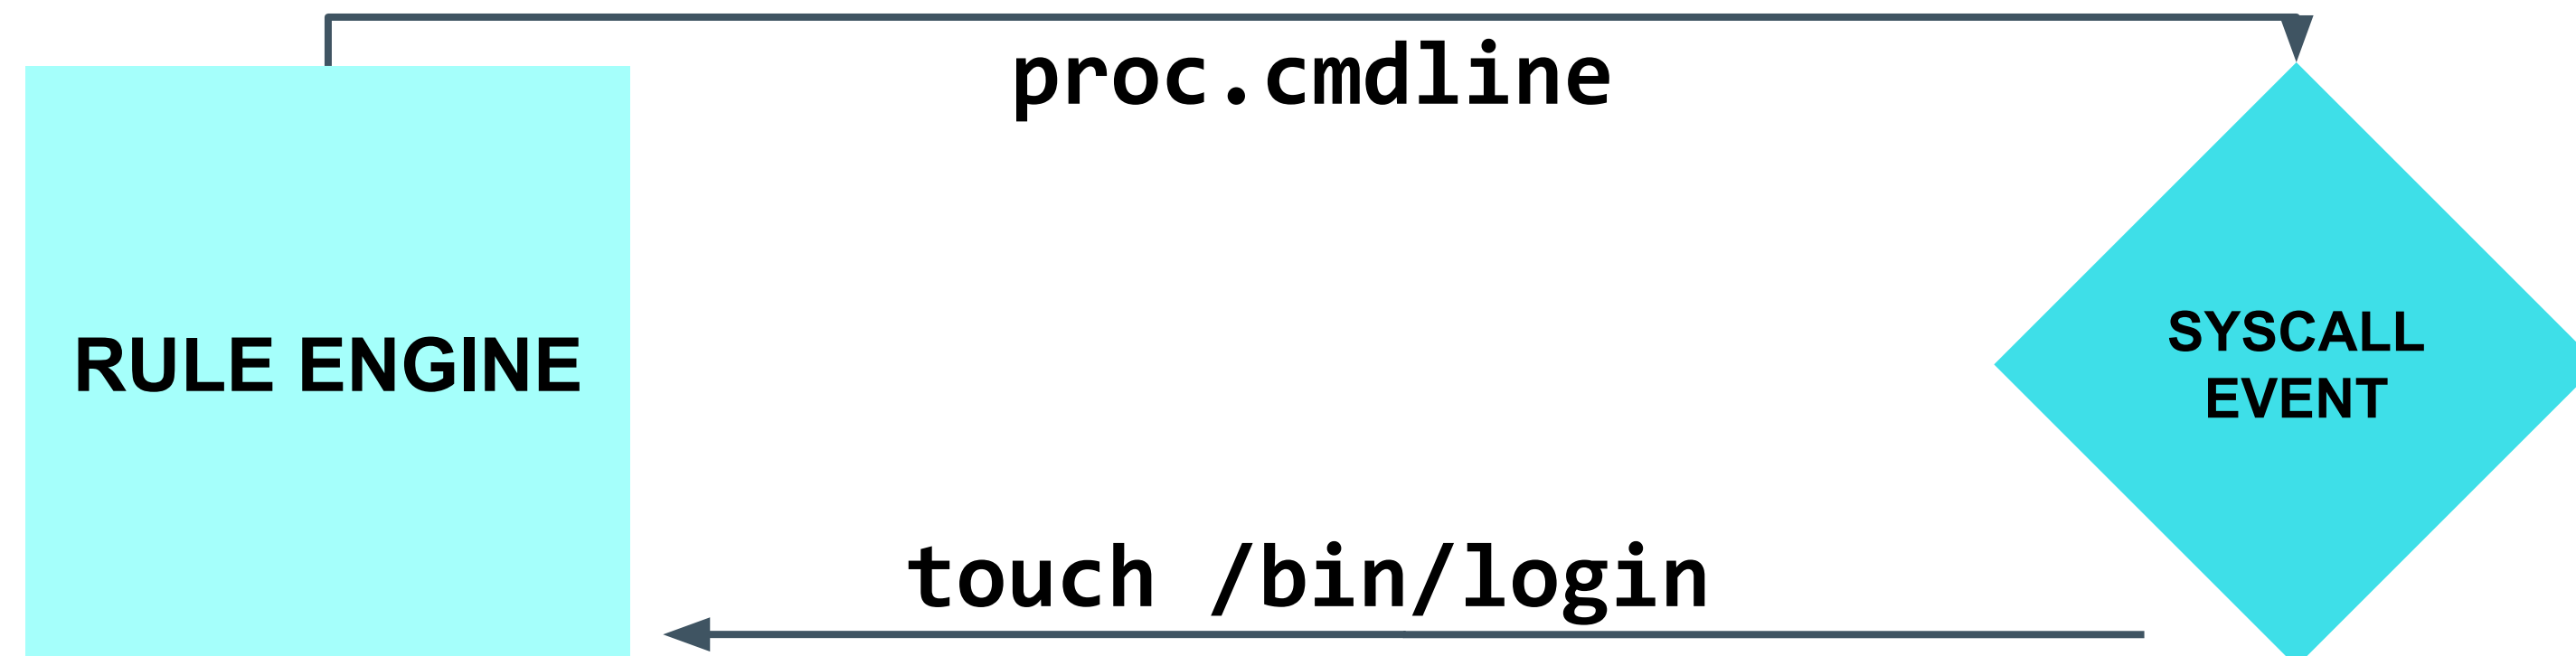 proc.cmdline
RULE ENGINE
SYSCALL
EVENT
touch /bin/login